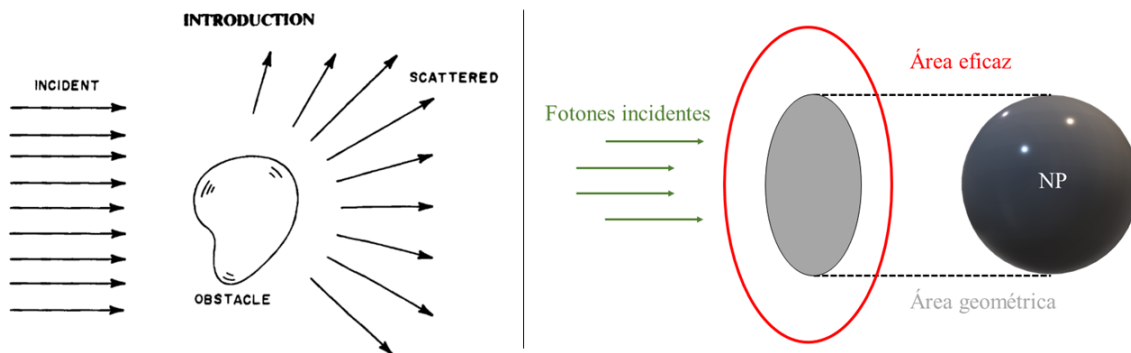 INTRODUCTION
INCIDENT
SCATTERED
OBSTACLE
Área eficaz
Fotones incidentes
NP
Área geométrica